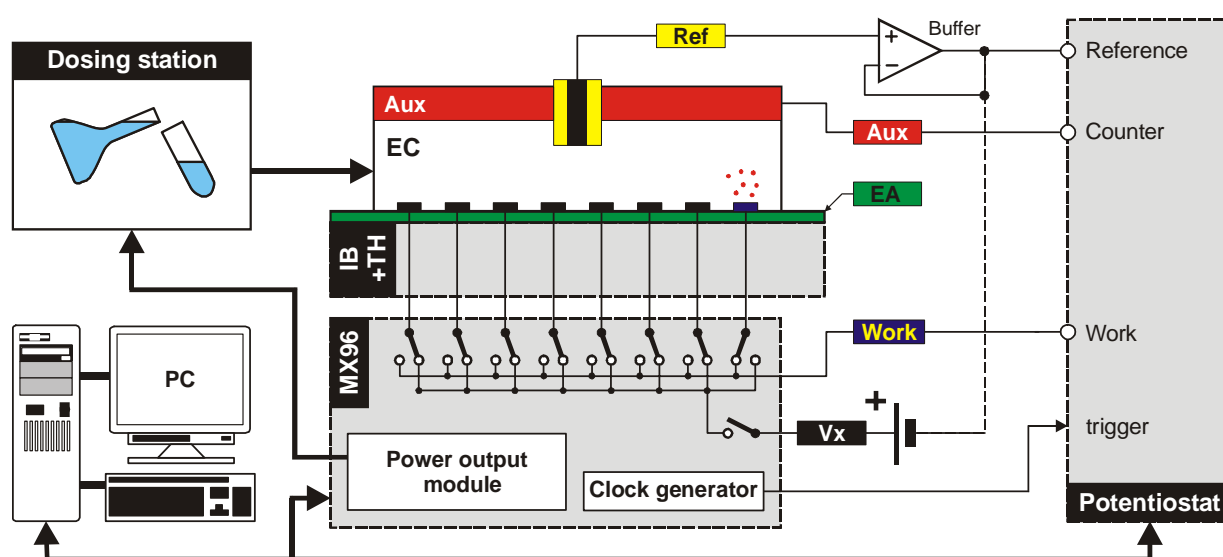 Dosing station
Ref
+
−
Buffer
Reference
Aux
EC
Aux
Counter
EA
IB
+TH
PC
MX96
Work
Work
+
Vx
trigger
Power output
module
Clock generator
Potentiostat